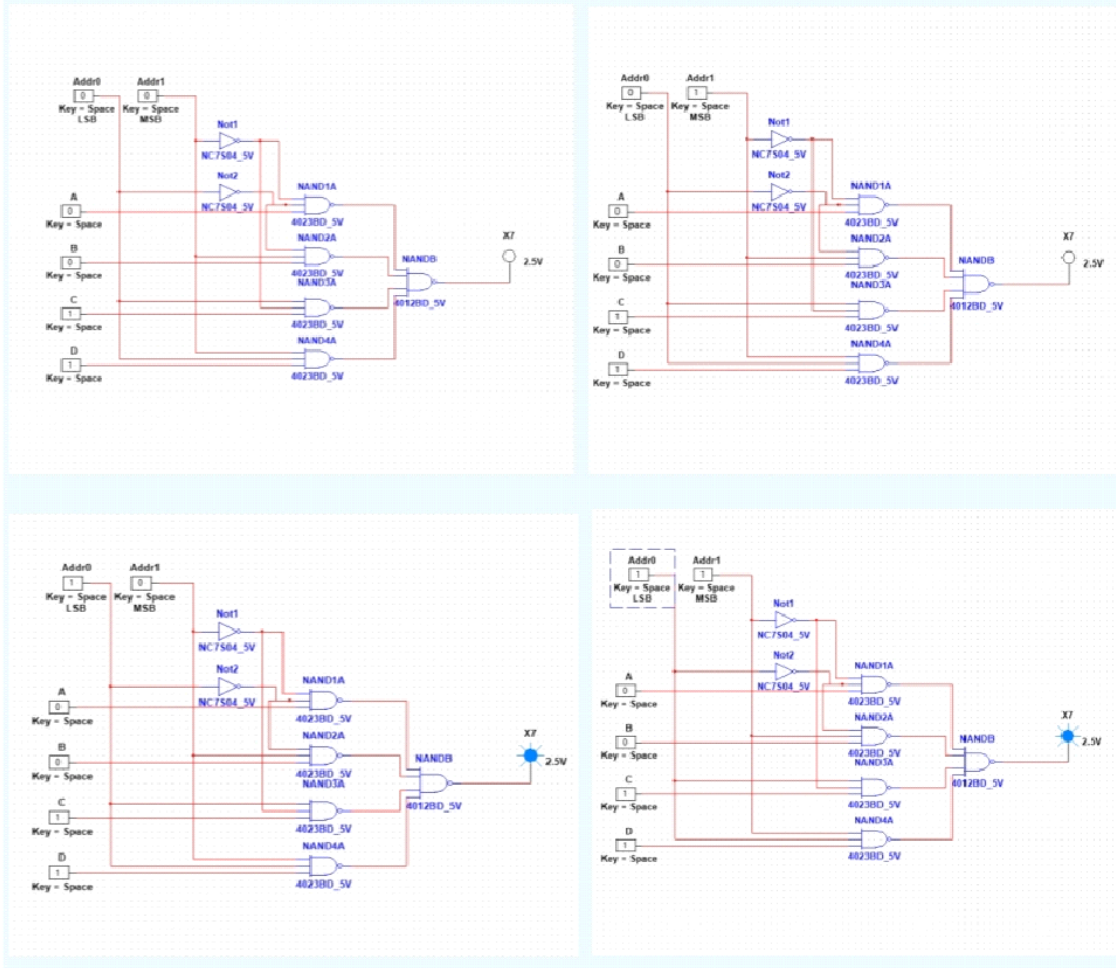 Addr0 Addr1
0 0
Key = Space Key = Space
LSB MSB
Not1
NC7S04_5V
Not2
NC7S04_5V
A
0
Key = Space
NAND1A
4023BD_5V
B
0
Key = Space
NAND2A
4023BD_5V
NAND3A
NANDB
4012BD_5V
X7
2.5V
C
1
Key = Space
4023BD_5V
NAND4A
D
1
Key = Space
4023BD_5V
Addr0 Addr1
0 1
Key = Space Key = Space
LSB MSB
Not1
NC7S04_5V
Not2
NC7S04_5V
A
0
Key = Space
NAND1A
4023BD_5V
B
0
Key = Space
NAND2A
4023BD_5V
NAND3A
NANDB
4012BD_5V
X7
2.5V
C
1
Key = Space
4023BD_5V
NAND4A
D
1
Key = Space
4023BD_5V
Addr0 Addr1
1 0
Key = Space Key = Space
LSB MSB
Not1
NC7S04_5V
Not2
NC7S04_5V
A
0
Key = Space
NAND1A
4023BD_5V
B
0
Key = Space
NAND2A
4023BD_5V
NAND3A
NANDB
4012BD_5V
X7
2.5V
C
1
Key = Space
4023BD_5V
NAND4A
D
1
Key = Space
4023BD_5V
Addr0 Addr1
1 1
Key = Space Key = Space
LSB MSB
Not1
NC7S04_5V
Not2
NC7S04_5V
A
0
Key = Space
NAND1A
4023BD_5V
B
0
Key = Space
NAND2A
4023BD_5V
NAND3A
NANDB
4012BD_5V
X7
2.5V
C
1
Key = Space
4023BD_5V
NAND4A
D
1
Key = Space
4023BD_5V